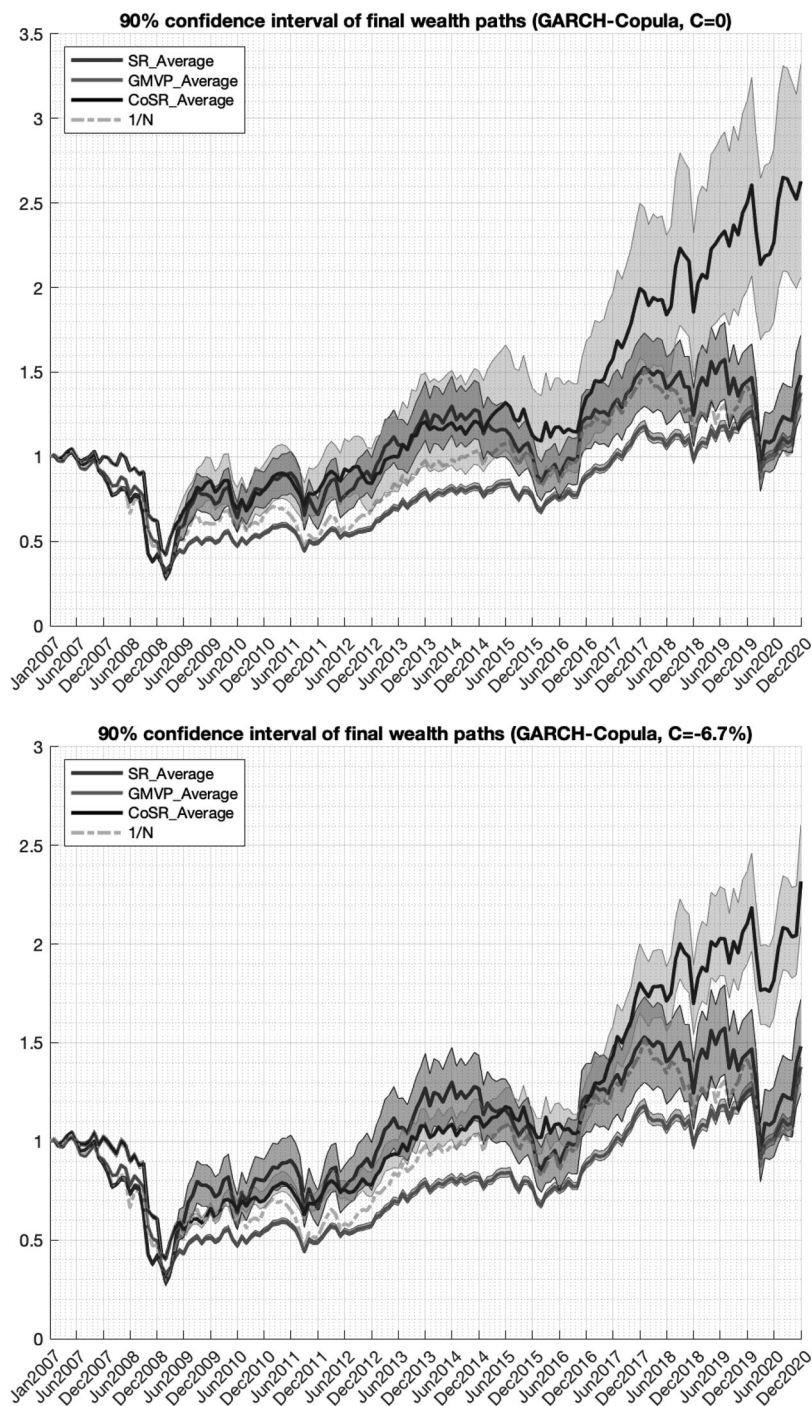 90% confidence interval of final wealth paths (GARCH-Copula, C=0)
3.5
SR_Average
GMVP_Average
CoSR_Average
1/N
3
2.5
2
1.5
1
0.5
0
Jan2007
Jun2007
Dec2007
Jun2008
Dec2008
Jun2009
Dec2009
Jun2010
Dec2010
Jun2011
Dec2011
Jun2012
Dec2012
Jun2013
Dec2013
Jun2014
Dec2014
Jun2015
Dec2015
Jun2016
Dec2016
Jun2017
Dec2017
Jun2018
Dec2018
Jun2019
Dec2019
Jun2020
Dec2020
90% confidence interval of final wealth paths (GARCH-Copula, C=-6.7%)
3
SR_Average
GMVP_Average
CoSR_Average
1/N
2.5
2
1.5
1
0.5
0
Jan2007
Jun2007
Dec2007
Jun2008
Dec2008
Jun2009
Dec2009
Jun2010
Dec2010
Jun2011
Dec2011
Jun2012
Dec2012
Jun2013
Dec2013
Jun2014
Dec2014
Jun2015
Dec2015
Jun2016
Dec2016
Jun2017
Dec2017
Jun2018
Dec2018
Jun2019
Dec2019
Jun2020
Dec2020